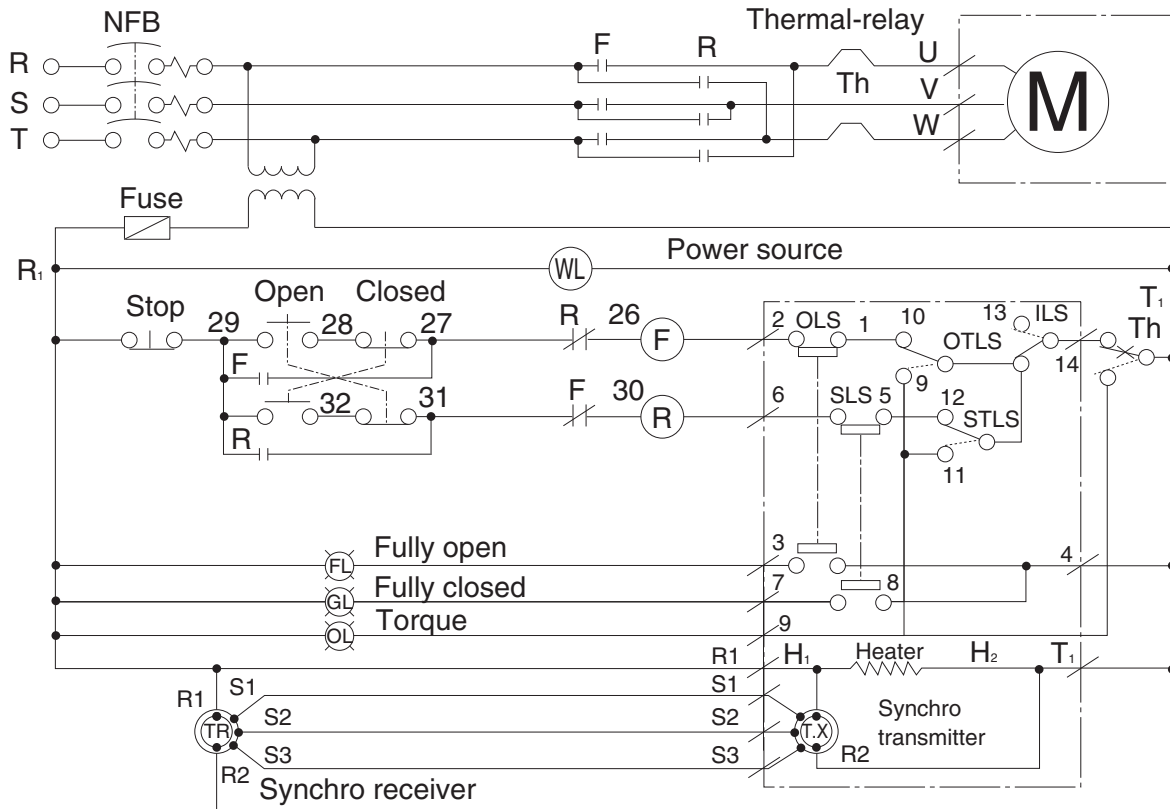 NFB
Thermal-relay
R
F
R
Th
U
S
V
T
W
M
Fuse
R1
WL
Power source
T1
Stop
29
Open
28
Closed
27
R
26
F
2
OLS
1
10
OTLS
13
ILS
14
Th
F
9
32
31
F
30
R
6
SLS
5
12
STLS
R
11
FL
Fully open
3
4
GL
Fully closed
7
8
OL
Torque
9
R1
H1
Heater
H2
T1
R1
S1
S1
TR
S2
S2
T.X
Synchro
transmitter
R2
S3
S3
R2
Synchro receiver